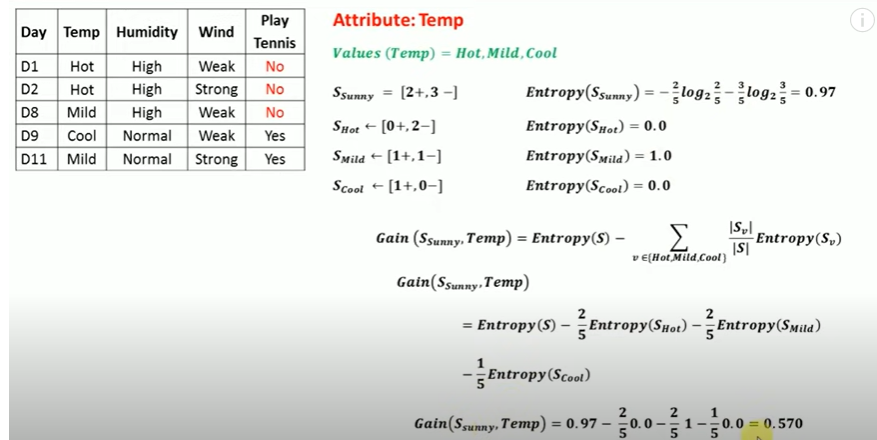 Day Temp Humidity Wind Play Tennis
D1 Hot High Weak No
D2 Hot High Strong No
D8 Mild High Weak No
D9 Cool Normal Weak Yes
D11 Mild Normal Strong Yes
Attribute: Temp
Values (Temp) = Hot, Mild, Cool
S_Sunny = [2+, 3 −] Entropy(S_Sunny) = −2/5 log₂ 2/5 − 3/5 log₂ 3/5 = 0.97
S_Hot ← [0+, 2−] Entropy(S_Hot) = 0.0
S_Mild ← [1+, 1−] Entropy(S_Mild) = 1.0
S_Cool ← [1+, 0−] Entropy(S_Cool) = 0.0
Gain (S_Sunny, Temp) = Entropy(S) − ∑ v ∈{Hot,Mild,Cool} |S_v|/|S| Entropy(S_v)
Gain(S_Sunny, Temp)
= Entropy(S) − 2/5 Entropy(S_Hot) − 2/5 Entropy(S_Mild)
− 1/5 Entropy(S_Cool)
Gain(S_Sunny, Temp) = 0.97 − 2/5 0.0 − 2/5 1 − 1/5 0.0 = 0.570